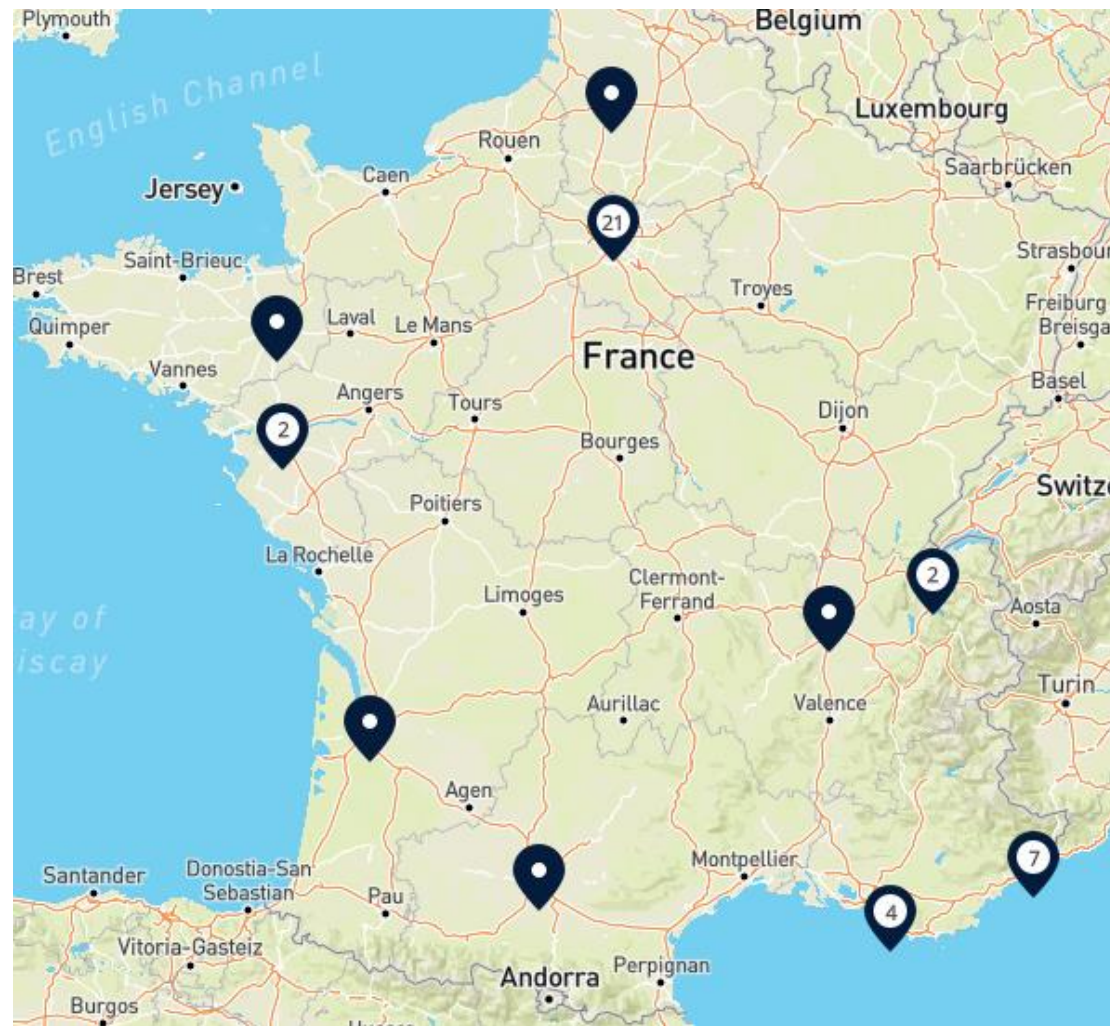 Plymouth
Belgium
English Channel
Luxembourg
Rouen
Saarbrücken
Caen
Jersey
21
Strasbour
Saint-Brieuc
Brest
Troyes
Freiburg
Breisga
Quimper
Laval
Le Mans
France
Vannes
Angers
Tours
Basel
Dijon
2
Bourges
Switze
Poitiers
La Rochelle
2
Clermont-
Ferrand
Limoges
Aosta
ay of
iscay
Turin
Aurillac
Valence
Agen
7
Montpellier
Santander
Donostia-San
Sebastian
Pau
4
Vitoria-Gasteiz
Andorra
Perpignan
Burgos